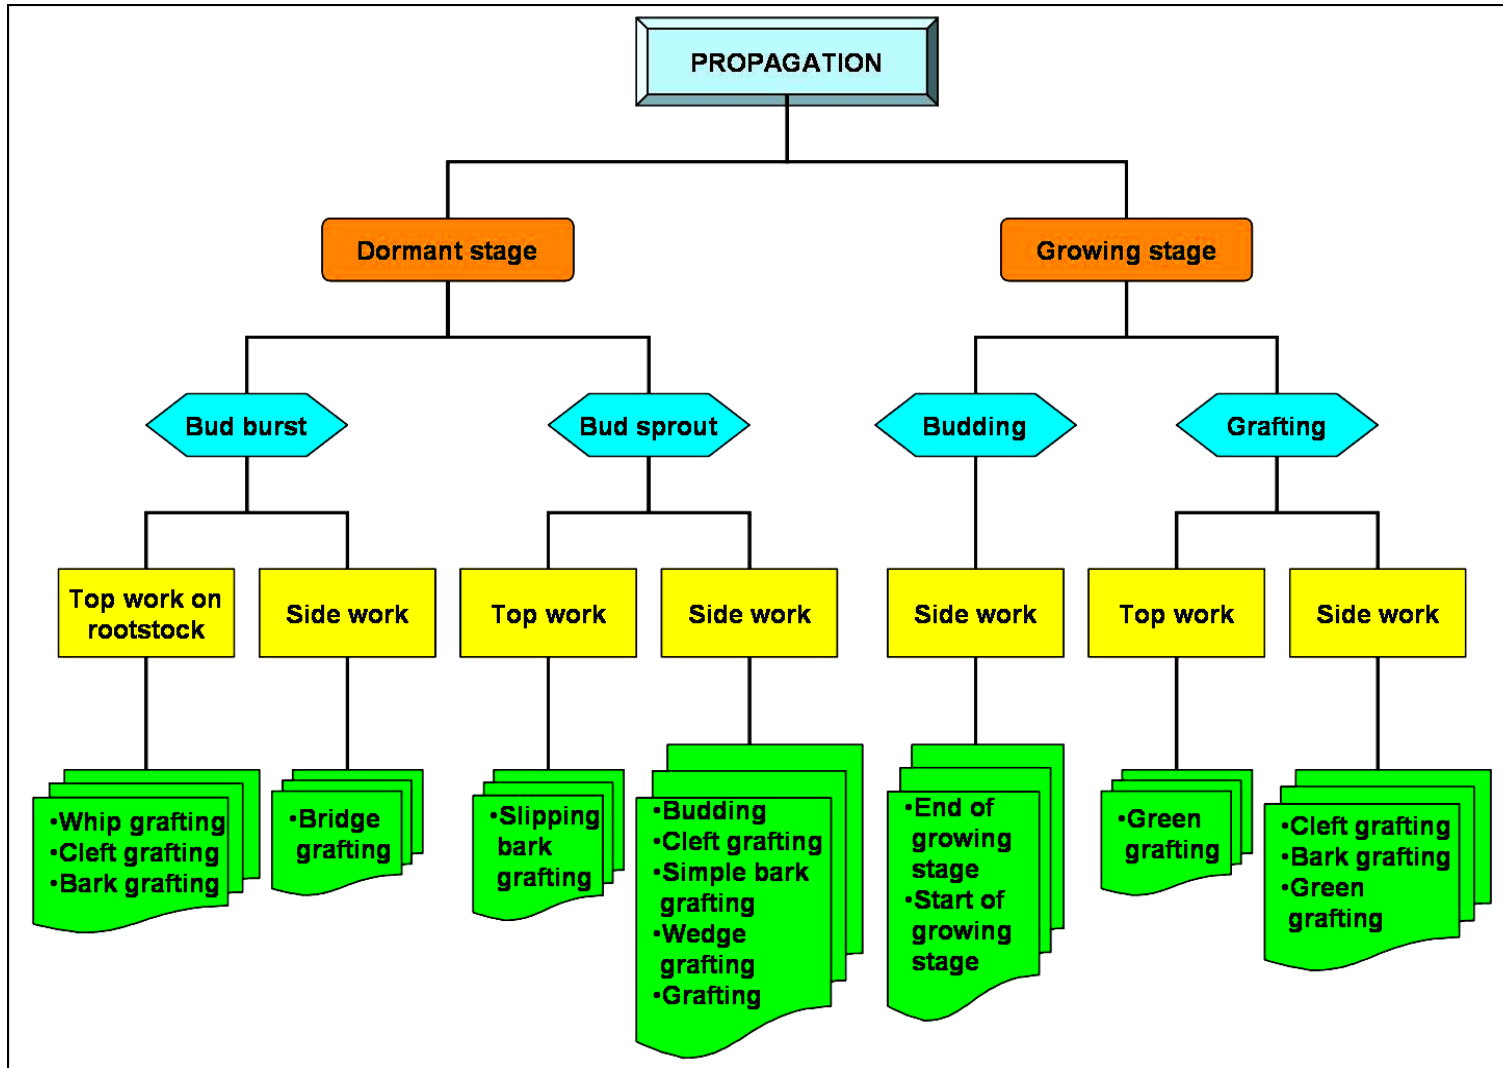 PROPAGATION
Dormant stage
Growing stage
Bud burst
Bud sprout
Budding
Grafting
Top work on
rootstock
Side work
Top work
Side work
Side work
Top work
Side work
•Whip grafting
•Cleft grafting
•Bark grafting
•Bridge
grafting
•Slipping
bark
grafting
•Budding
•Cleft grafting
•Simple bark
grafting
•Wedge
grafting
•Grafting
•End of
growing
stage
•Start of
growing
stage
•Green
grafting
•Cleft grafting
•Bark grafting
•Green
grafting